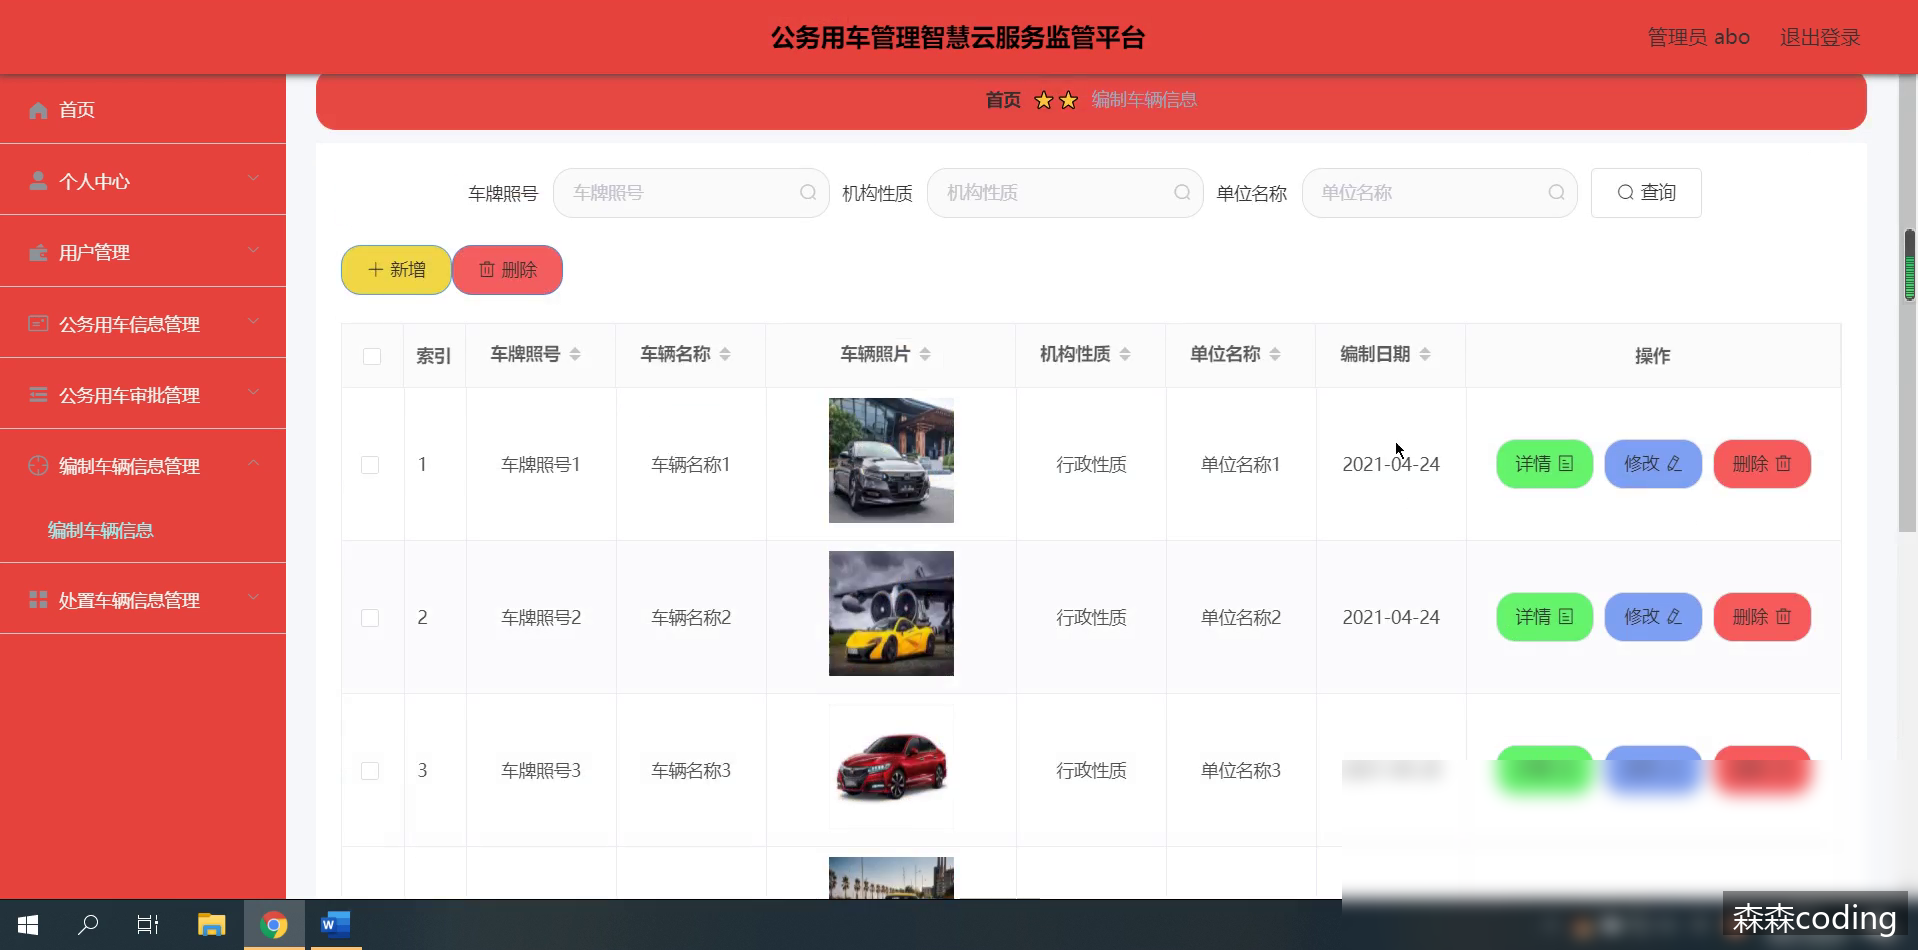 公务用车管理智慧云服务监管平台
管理员 abo 退出登录
首页
个人中心
用户管理
公务用车信息管理
公务用车审批管理
编制车辆信息管理
编制车辆信息
处置车辆信息管理
首页 编制车辆信息
车牌照号 车牌照号 机构性质 机构性质 单位名称 单位名称 查询
新增 删除
索引 车牌照号 车辆名称 车辆照片 机构性质 单位名称 编制日期 操作
1 车牌照号1 车辆名称1 行政性质 单位名称1 2021-04-24 详情 修改 删除
2 车牌照号2 车辆名称2 行政性质 单位名称2 2021-04-24 详情 修改 删除
3 车牌照号3 车辆名称3 行政性质 单位名称3
森森coding